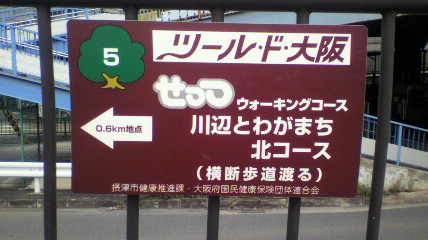 5
ツール・ド・大阪
せっつ ウォーキングコース
川辺とわがまち
北コース
0.6km地点
(横断歩道渡る)
摂津市健康推進課・大阪府国民健康保険団体連合会